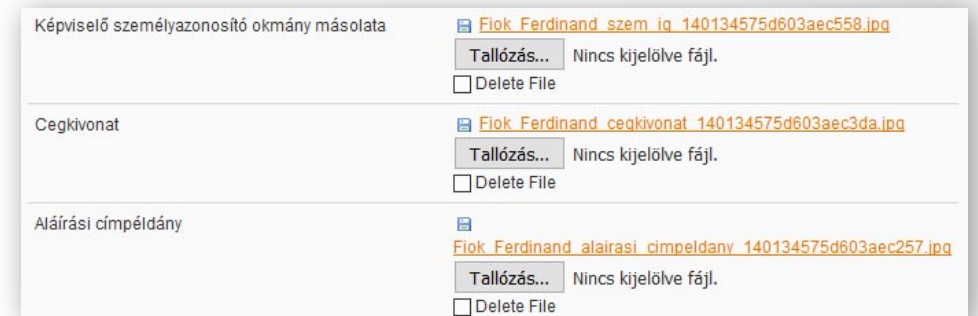 Képviselő személyazonosító okmány másolata
Fiok_Ferdinand_szem_ig_140134575d603aec558.jpg
Tallózás... Nincs kijelölve fájl.
Delete File
Cegkivonat
Fiok_Ferdinand_cegkivonat_140134575d603aec3da.jpg
Tallózás... Nincs kijelölve fájl.
Delete File
Aláírási címpéldány
Fiok_Ferdinand_alairasi_cimpeldany_140134575d603aec257.jpg
Tallózás... Nincs kijelölve fájl.
Delete File